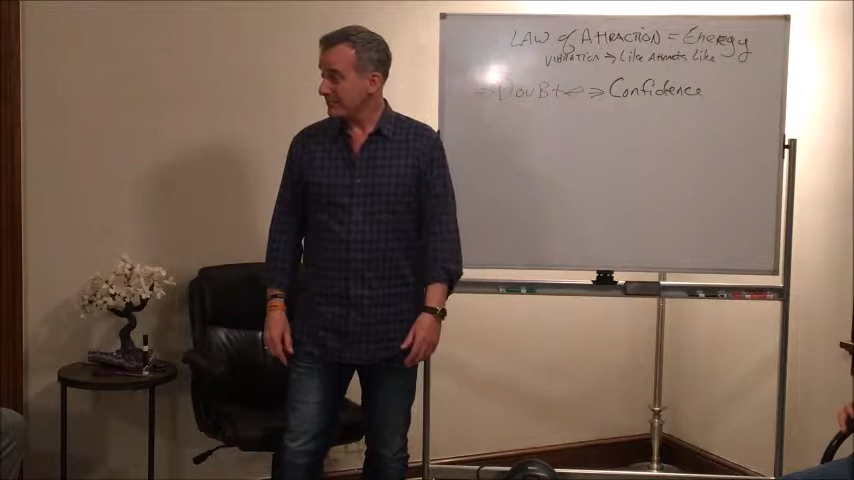 LAW of ATTRACTION = Energy
VIBRATION → Like Attracts Like
→ DouBt ← → Confidence